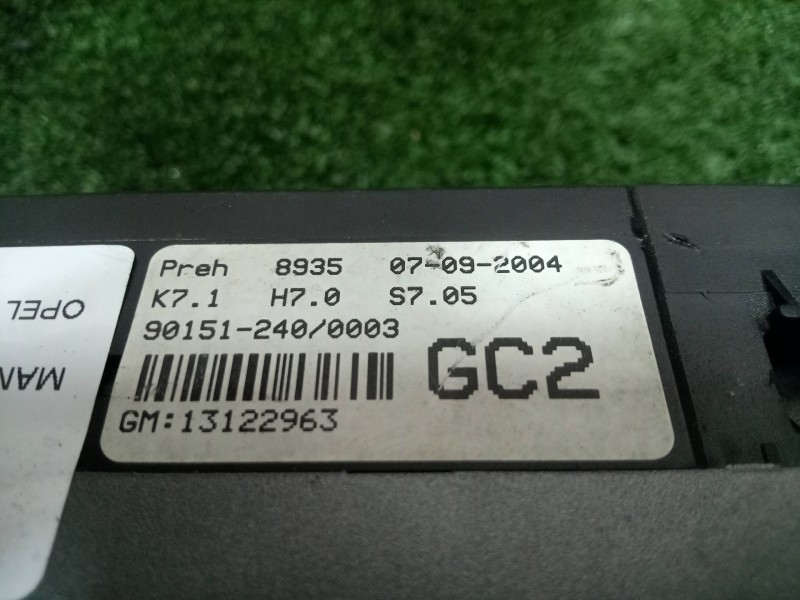 Preh 8935 07-09-2004
K7.1 H7.0 S7.05
90151-240/0003
GC2
GM:13122963
OPEL
MAN